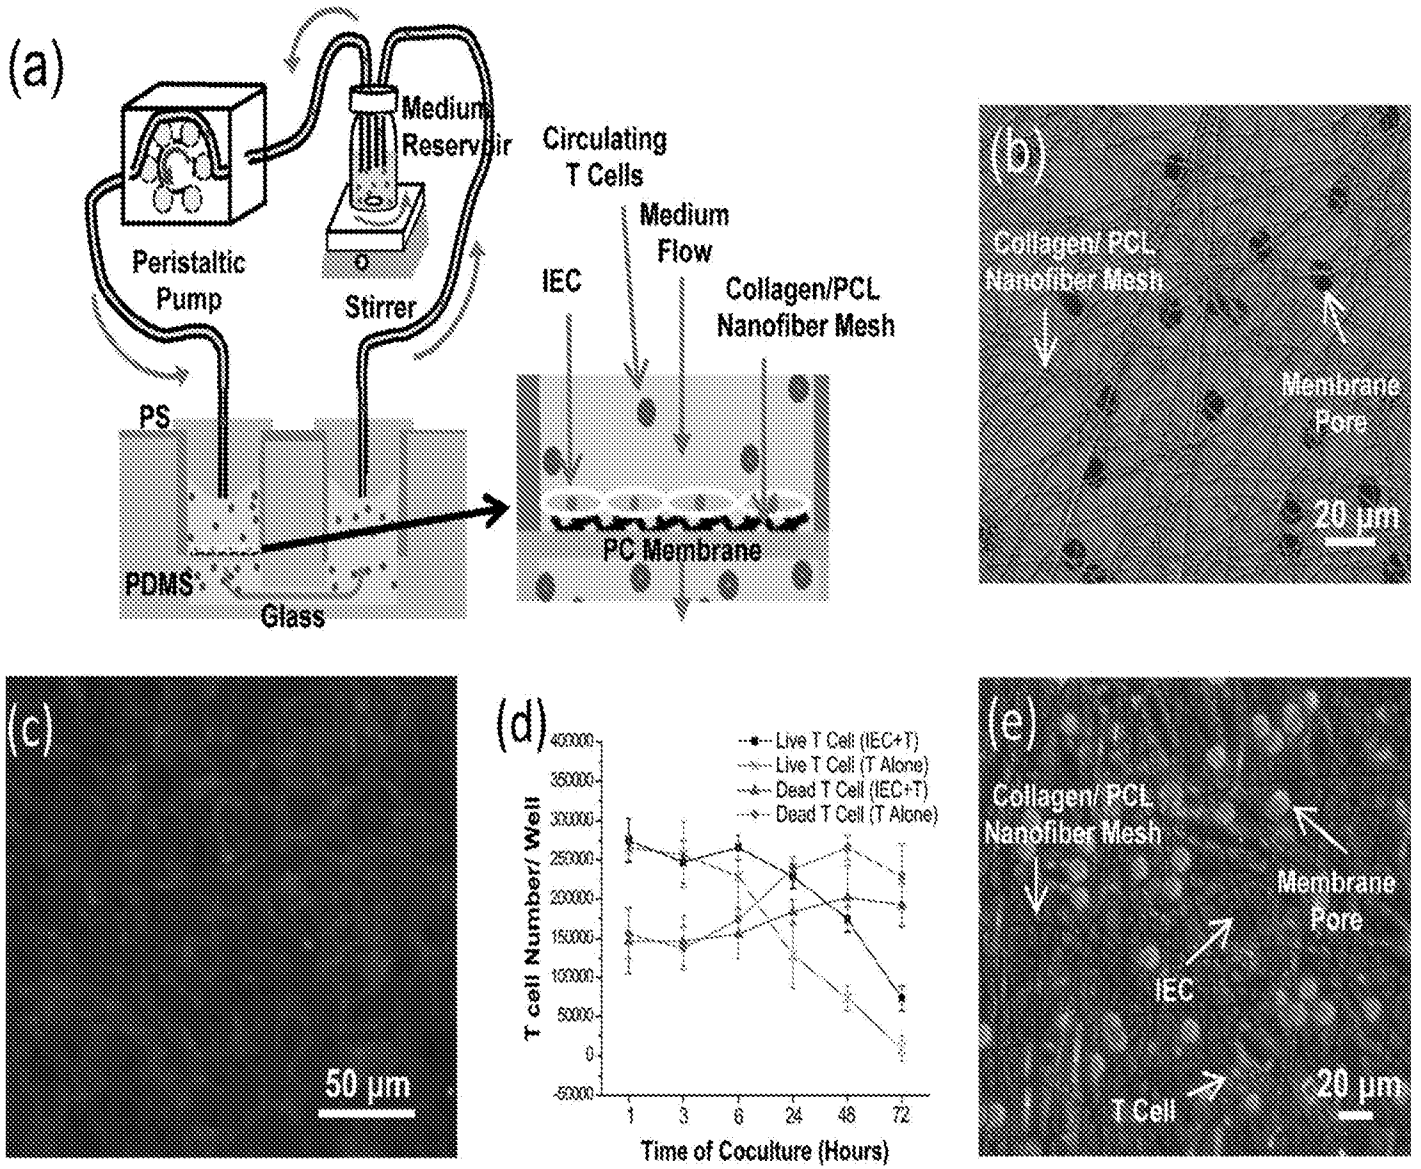 (a)
Medium
Reservoir
Peristaltic
Pump
Stirrer
Circulating
T Cells
Medium
Flow
IEC
Collagen/PCL
Nanofiber Mesh
PS
PDMS
Glass
PC Membrane
(b)
Collagen/ PCL
Nanofiber Mesh
Membrane
Pore
20 µm
(c)
50 µm
(d)
Live T Cell (IEC+T)
Live T Cell (T Alone)
Dead T Cell (IEC+T)
Dead T Cell (T Alone)
T cell Number/ Well
400000
350000
300000
250000
200000
150000
100000
50000
0
-50000
1 3 6 24 48 72
Time of Coculture (Hours)
(e)
Collagen/ PCL
Nanofiber Mesh
Membrane
Pore
IEC
T Cell
20 µm